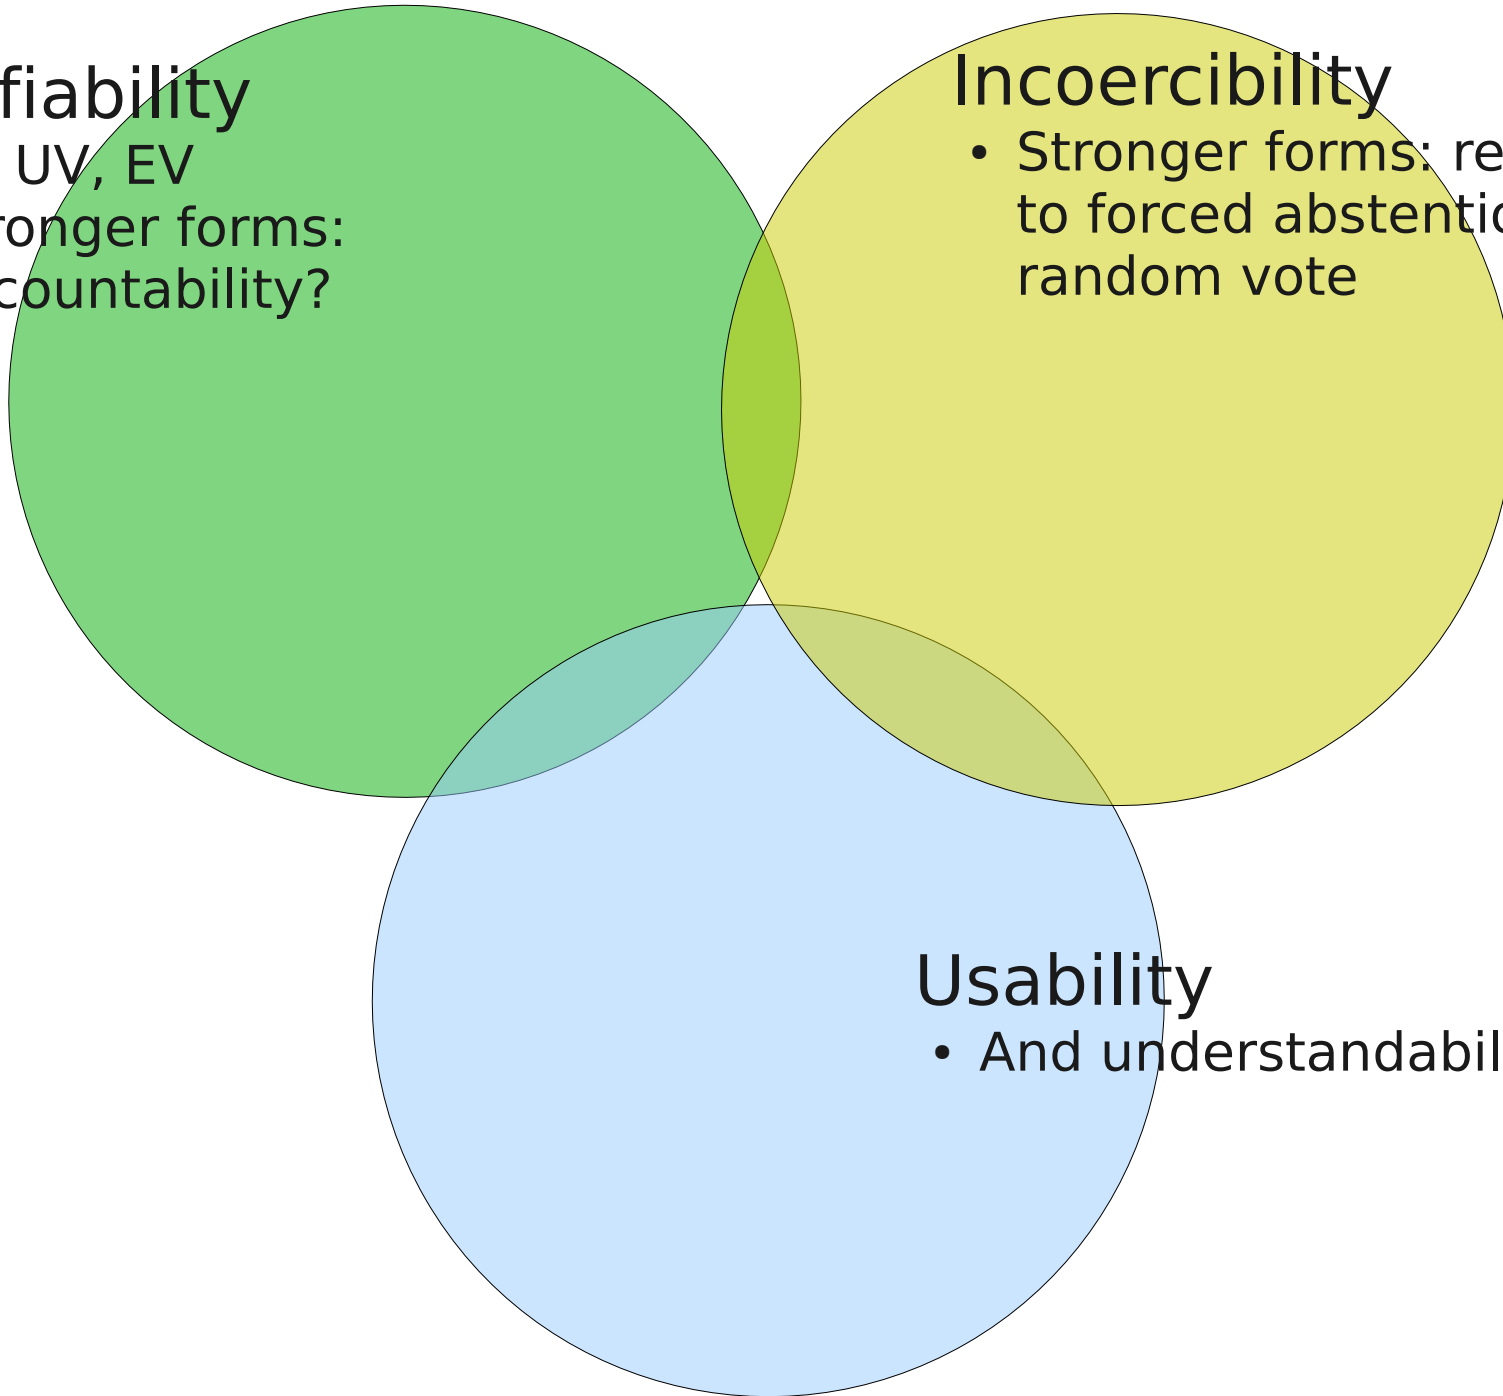 fiability
UV, EV
ronger forms:
countability?
Incoercibility
• Stronger forms: re
to forced abstentio
random vote
Usability
• And understandabil